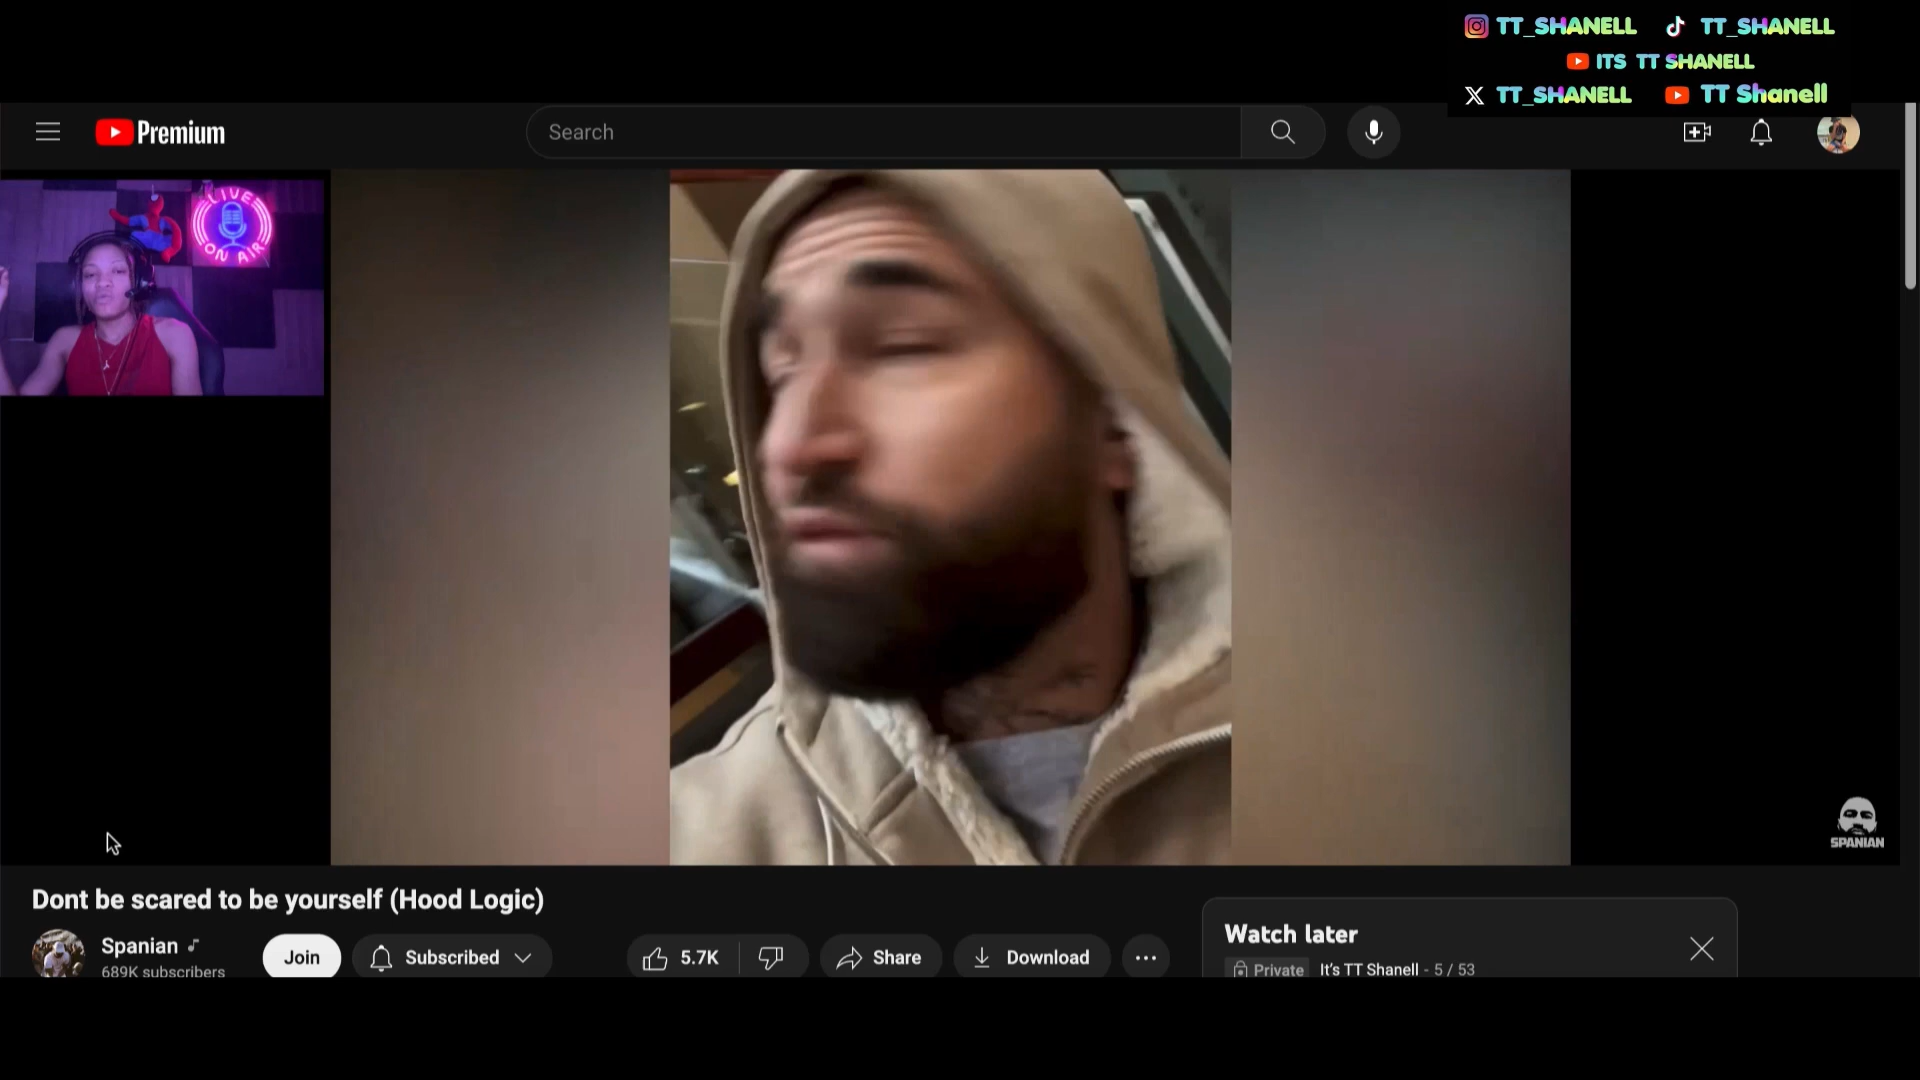 TT_SHANELL TT_SHANELL
ITS TT SHANELL
TT_SHANELL TT Shanell
Premium
Search
LIVE
ON AIR
SPANIAN
Dont be scared to be yourself (Hood Logic)
Spanian
689K subscribers
Join
Subscribed
5.7K
Share
Download
Watch later
Private It's TT Shanell - 5 / 53